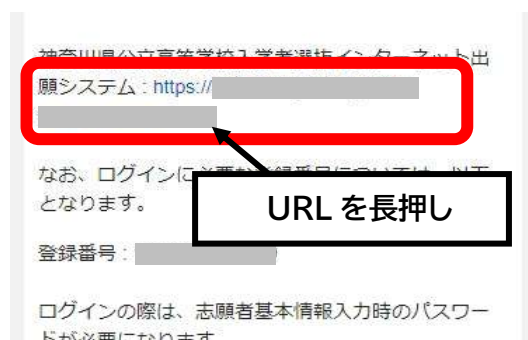 神奈川県公立高等学校入学者選抜インターネット出
願システム : https://
なお、ログインに必要な登録番号については、以下
となります。
URL を長押し
登録番号 :
ログインの際は、志願者基本情報入力時のパスワー
ドが必要になります